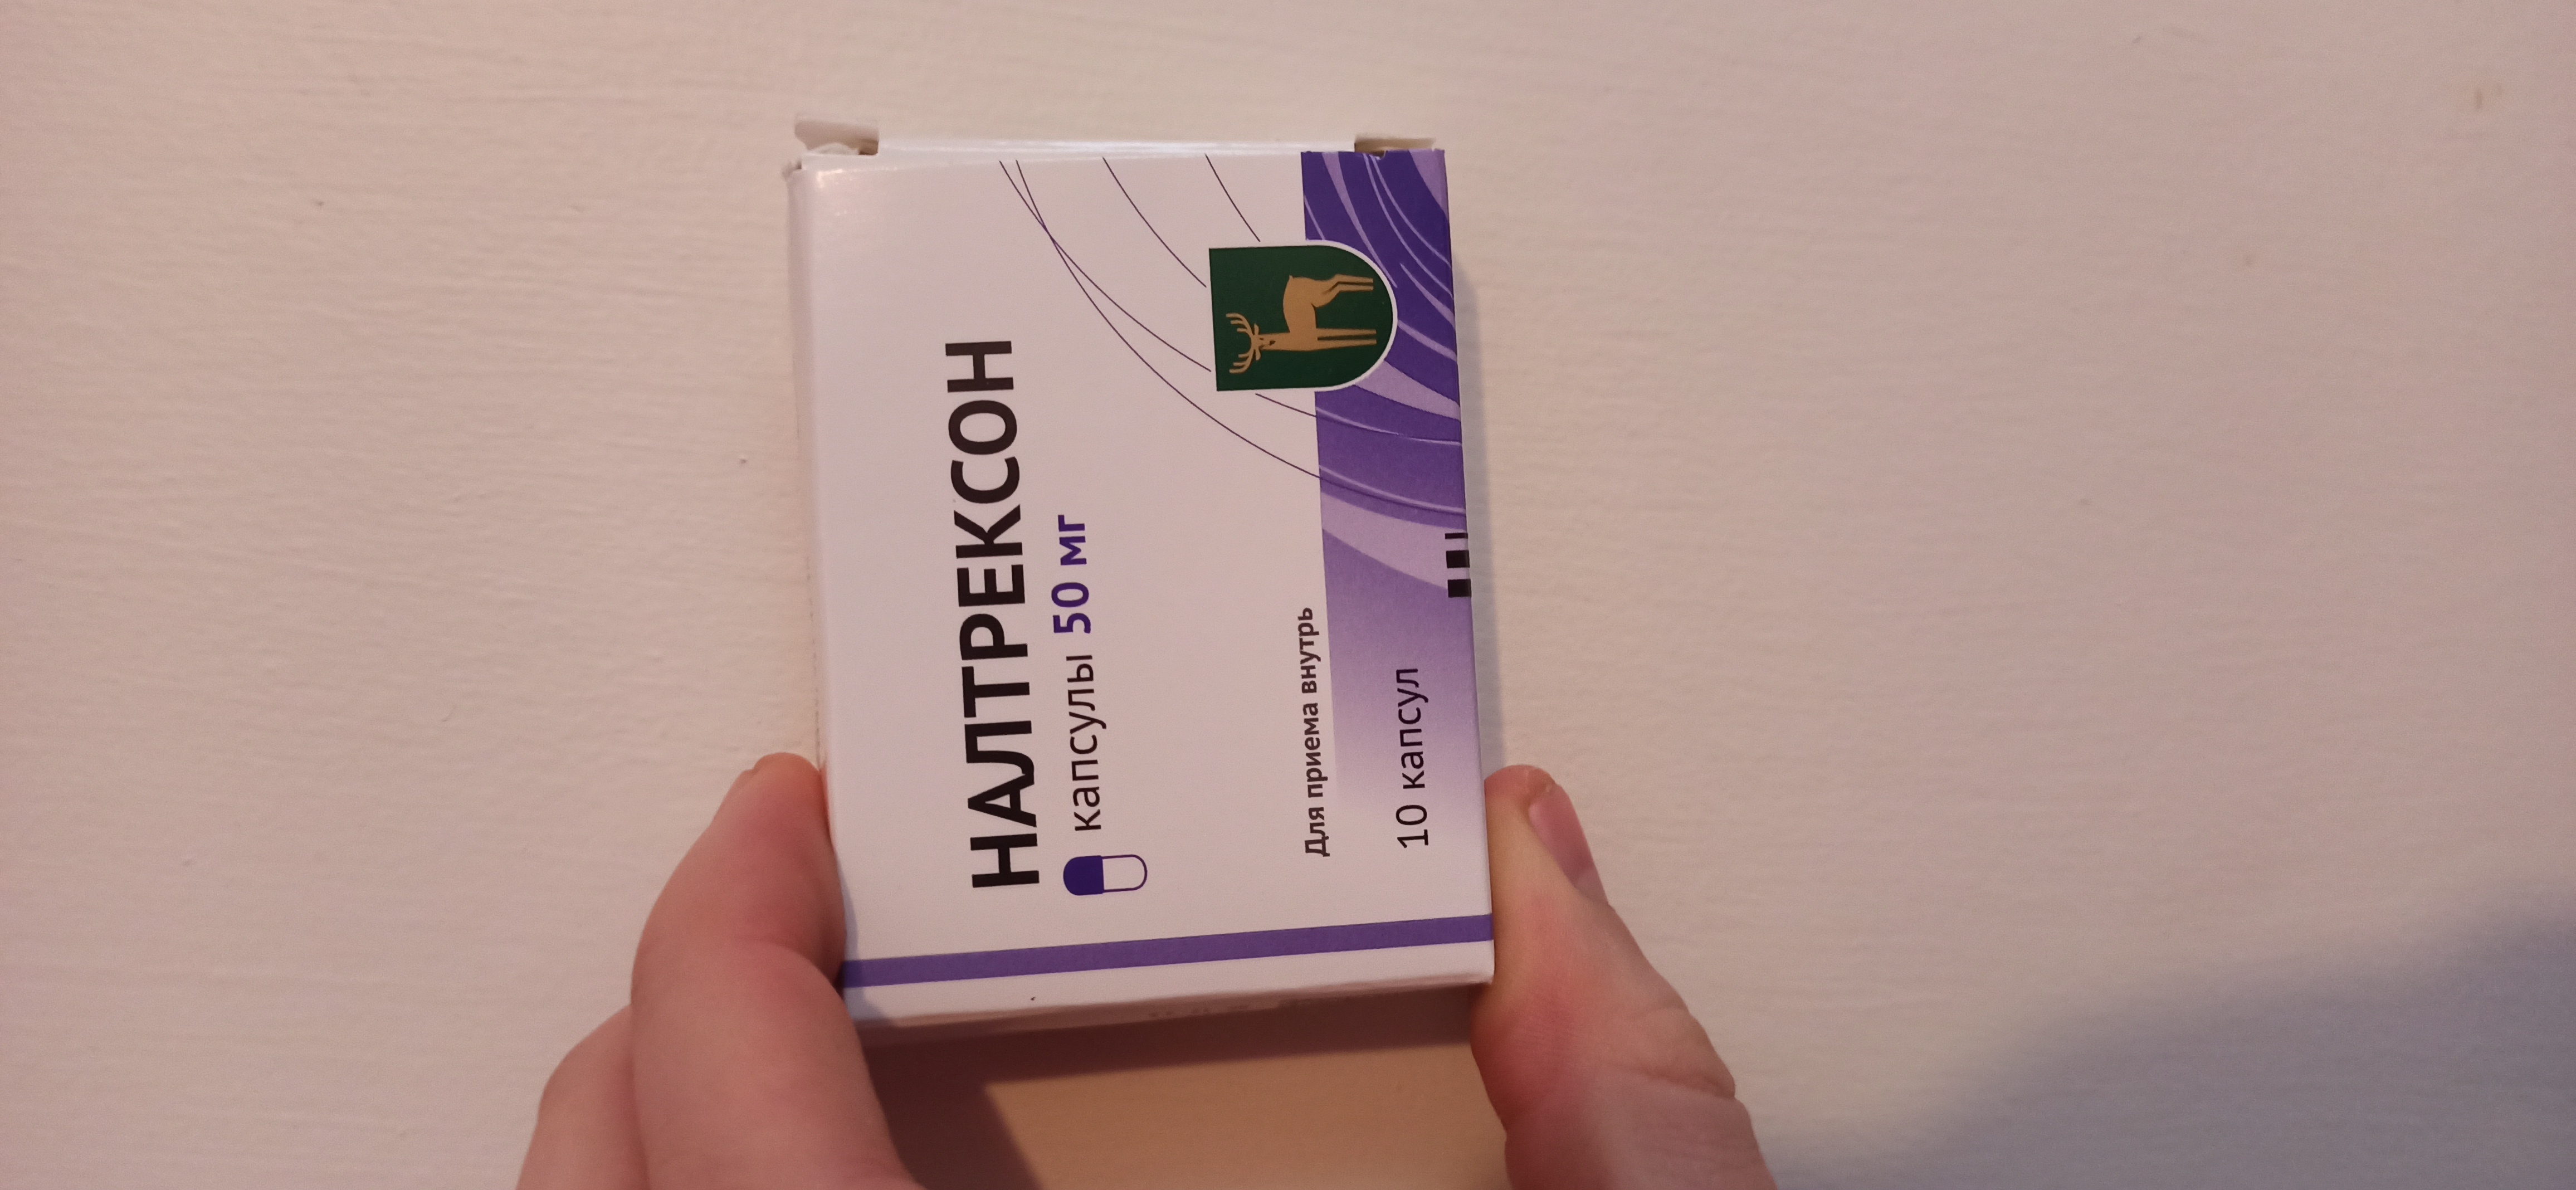 НАЛТРЕКСОН
капсулы 50 мг
Для приема внутрь
10 капсул